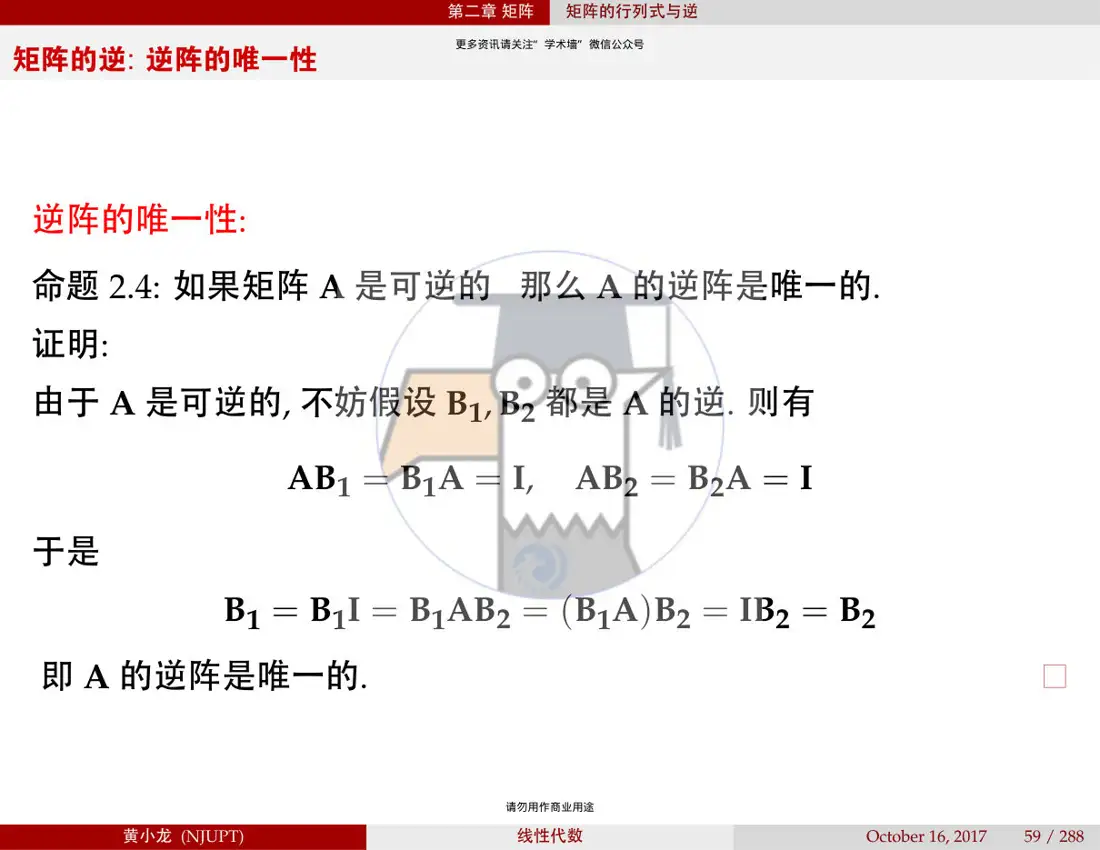 第二章 矩阵 矩阵的行列式与逆
更多资讯请关注“学术墙”微信公众号
矩阵的逆: 逆阵的唯一性
逆阵的唯一性:
命题 2.4: 如果矩阵 A 是可逆的 那么 A 的逆阵是唯一的.
证明:
由于 A 是可逆的, 不妨假设 B₁, B₂ 都是 A 的逆. 则有
AB₁ = B₁A = I, AB₂ = B₂A = I
于是
B₁ = B₁I = B₁AB₂ = (B₁A)B₂ = IB₂ = B₂
即 A 的逆阵是唯一的. □
请勿用作商业用途
黄小龙 (NJUPT) 线性代数 October 16, 2017 59 / 288